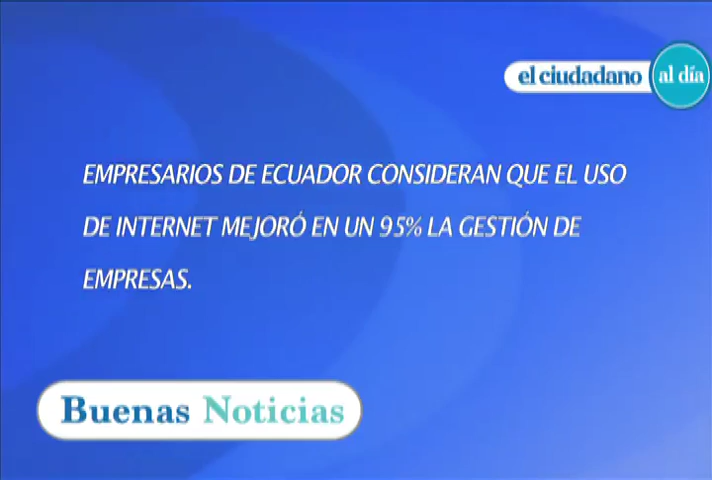 el ciudadano al día
EMPRESARIOS DE ECUADOR CONSIDERAN QUE EL USO
DE INTERNET MEJORÓ EN UN 95% LA GESTIÓN DE
EMPRESAS.
Buenas Noticias